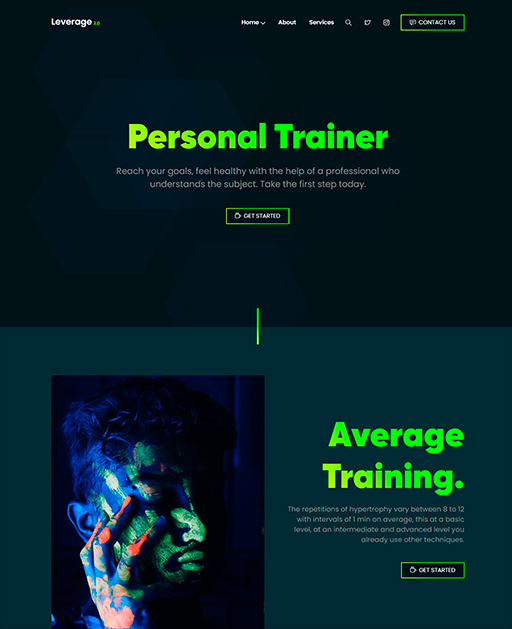 Leverage 2.0
Home About Services CONTACT US
Personal Trainer
Reach your goals, feel healthy with the help of a professional who
understands the subject. Take the first step today.
GET STARTED
Average
Training.
The repetitions of hypertrophy vary between 8 to 12
with intervals of 1 min on average, this at a basic
level, at an intermediate and advanced level you
already use other techniques.
GET STARTED